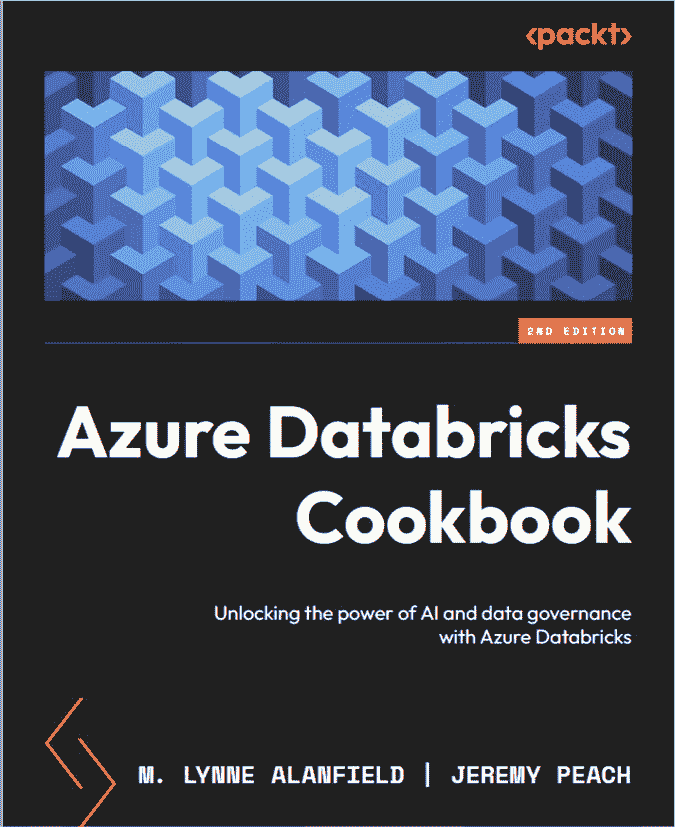 <packt>
2ND EDITION
Azure Databricks
Cookbook
Unlocking the power of AI and data governance
with Azure Databricks
M. LYNNE ALANFIELD | JEREMY PEACH